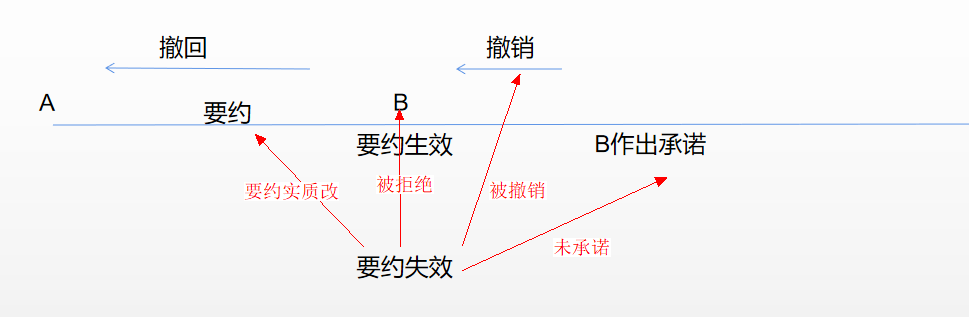 撤回
撤销
A
要约
B
要约生效
B作出承诺
要约实质改
被拒绝
被撤销
未承诺
要约失效